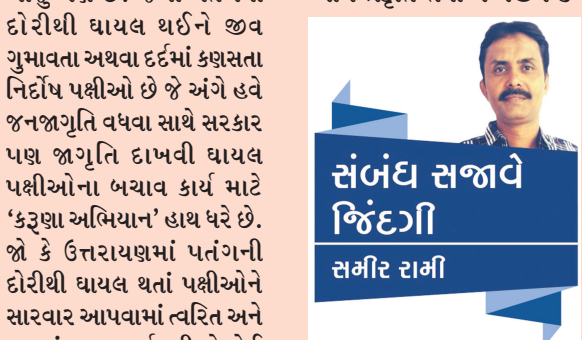 દોરીથી ઘાયલ થઈને જીવ
ગુમાવતા અથવા દર્દમાં કણસતા
નિર્દોષ પક્ષીઓ છે જે અંગે હવે
જનજાગૃતિ વધવા સાથે સરકાર
પણ જાગૃતિ દાખવી ઘાયલ
પક્ષીઓના બચાવ કાર્ય માટે
‘કરૂણા અભિયાન’ હાથ ધરે છે.
જો કે ઉત્તરાયણમાં પતંગની
દોરીથી ઘાયલ થતાં પક્ષીઓને
સારવાર આપવામાં ત્વરિત અને
સંબંધ સજાવે
જિંદગી
સમીર રામી